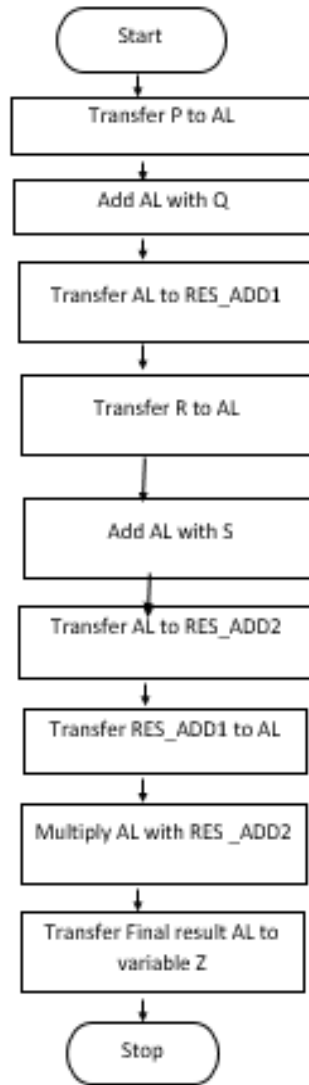 Start
Transfer P to AL
Add AL with Q
Transfer AL to RES_ADD1
Transfer R to AL
Add AL with S
Transfer AL to RES_ADD2
Transfer RES_ADD1 to AL
Multiply AL with RES _ADD2
Transfer Final result AL to
variable Z
Stop